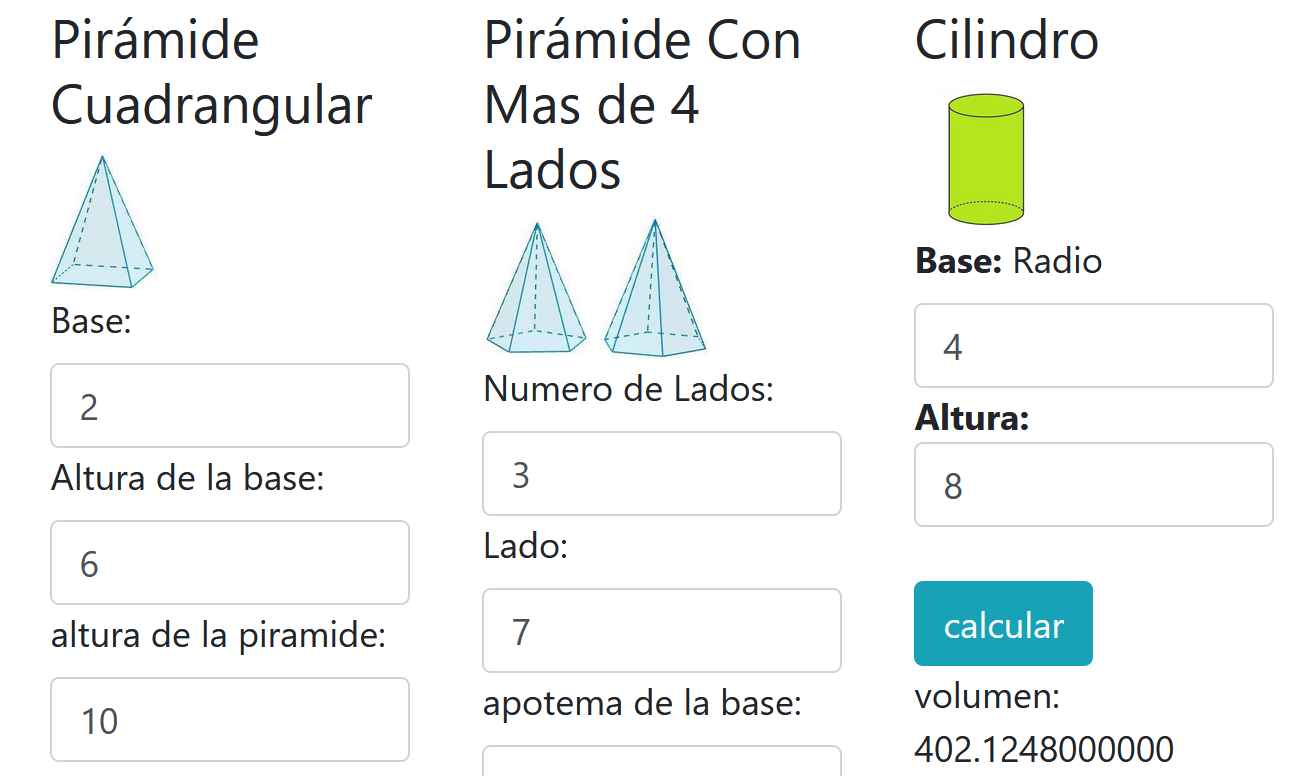 Pirámide
Cuadrangular
Base:
2
Altura de la base:
6
altura de la piramide:
10
Pirámide Con
Mas de 4
Lados
Numero de Lados:
3
Lado:
7
apotema de la base:
Cilindro
Base: Radio
4
Altura:
8
calcular
volumen:
402.1248000000